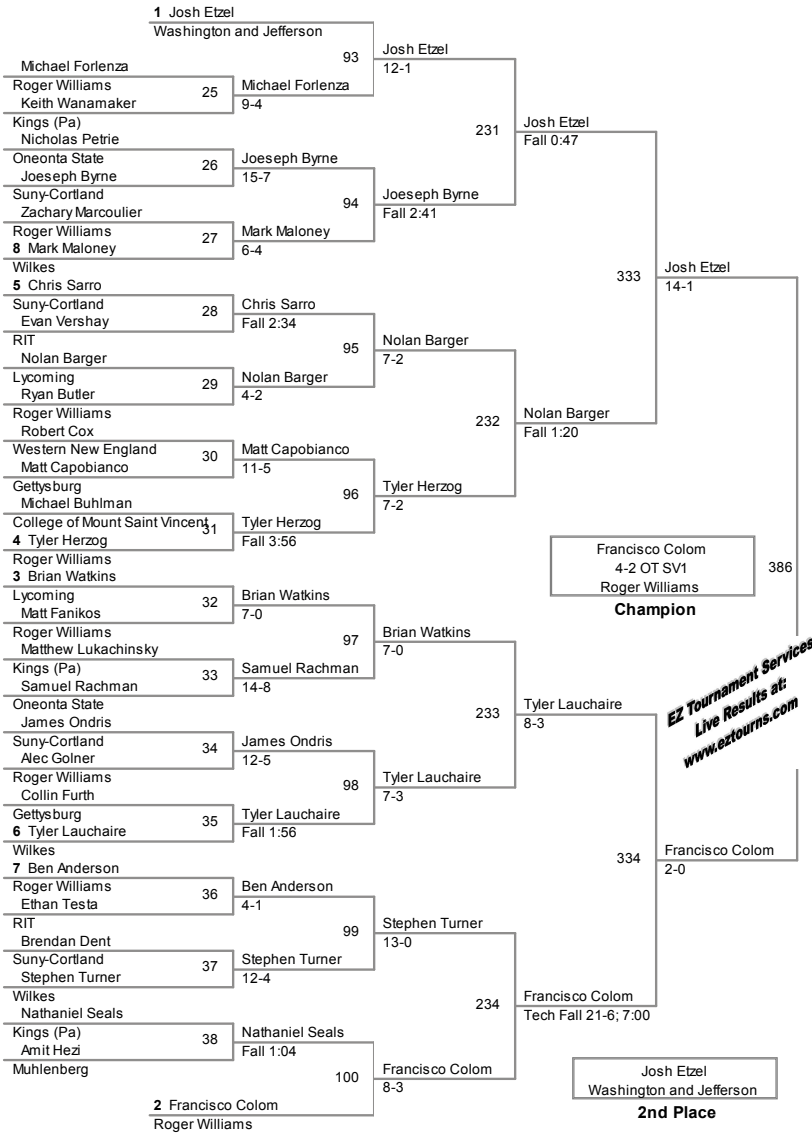 1 Josh Etzel
Washington and Jefferson
93
Josh Etzel
12-1
Michael Forlenza
Roger Williams
25
Michael Forlenza
9-4
Keith Wanamaker
Kings (Pa)
231
Josh Etzel
Fall 0:47
Nicholas Petrie
Oneonta State
26
Joeseph Byrne
15-7
Joeseph Byrne
Suny-Cortland
94
Joeseph Byrne
Fall 2:41
Zachary Marcoulier
Roger Williams
27
Mark Maloney
6-4
8 Mark Maloney
Wilkes
333
Josh Etzel
14-1
5 Chris Sarro
Suny-Cortland
28
Chris Sarro
Fall 2:34
Evan Vershay
RIT
95
Nolan Barger
7-2
Nolan Barger
Lycoming
29
Nolan Barger
4-2
Ryan Butler
Roger Williams
232
Nolan Barger
Fall 1:20
Robert Cox
Western New England
30
Matt Capobianco
11-5
Matt Capobianco
Gettysburg
96
Tyler Herzog
7-2
Michael Buhlman
College of Mount Saint Vincent
31
Tyler Herzog
Fall 3:56
4 Tyler Herzog
Roger Williams
Francisco Colom
4-2 OT SV1
Roger Williams
Champion
386
3 Brian Watkins
Lycoming
32
Brian Watkins
7-0
Matt Fanikos
Roger Williams
97
Brian Watkins
7-0
Matthew Lukachinsky
Kings (Pa)
33
Samuel Rachman
14-8
Samuel Rachman
Oneonta State
233
Tyler Lauchaire
8-3
EZ Tournament Services
Live Results at:
www.eztourns.com
James Ondris
Suny-Cortland
34
James Ondris
12-5
Alec Golner
Roger Williams
98
Tyler Lauchaire
7-3
Collin Furth
Gettysburg
35
Tyler Lauchaire
Fall 1:56
6 Tyler Lauchaire
Wilkes
334
Francisco Colom
2-0
7 Ben Anderson
Roger Williams
36
Ben Anderson
4-1
Ethan Testa
RIT
99
Stephen Turner
13-0
Brendan Dent
Suny-Cortland
37
Stephen Turner
12-4
Stephen Turner
Wilkes
234
Francisco Colom
Tech Fall 21-6; 7:00
Nathaniel Seals
Kings (Pa)
38
Nathaniel Seals
Fall 1:04
Amit Hezi
Muhlenberg
100
Francisco Colom
8-3
2 Francisco Colom
Roger Williams
Josh Etzel
Washington and Jefferson
2nd Place